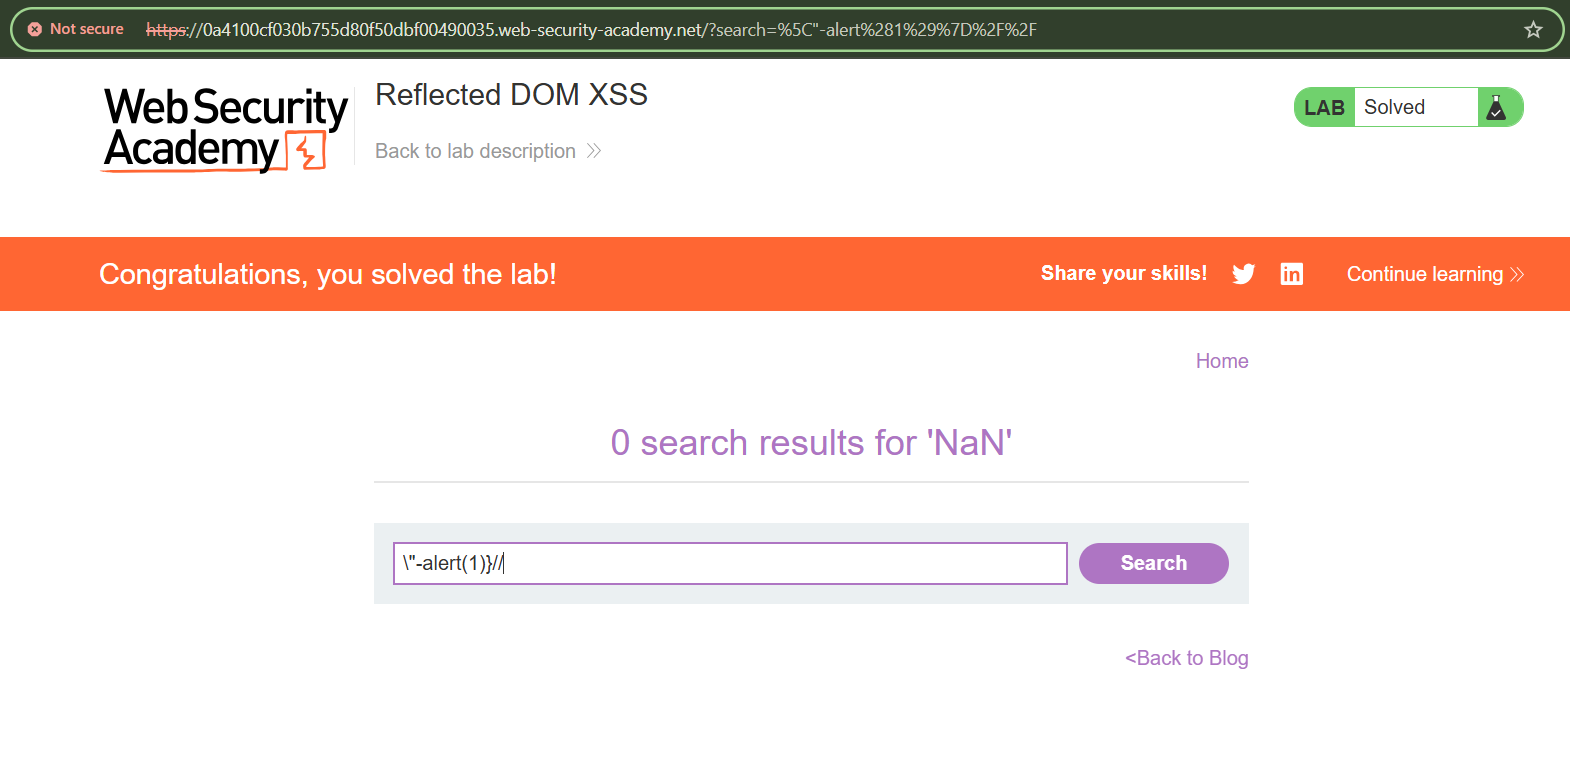 Not secure https://0a4100cf030b755d80f50dbf00490035.web-security-academy.net/?search=%5C"-alert%281%29%7D%2F%2F
WebSecurity
Academy
Reflected DOM XSS
Back to lab description
LAB Solved
Congratulations, you solved the lab!
Share your skills!
Continue learning
Home
0 search results for 'NaN'
\"-alert(1)}//
Search
<Back to Blog